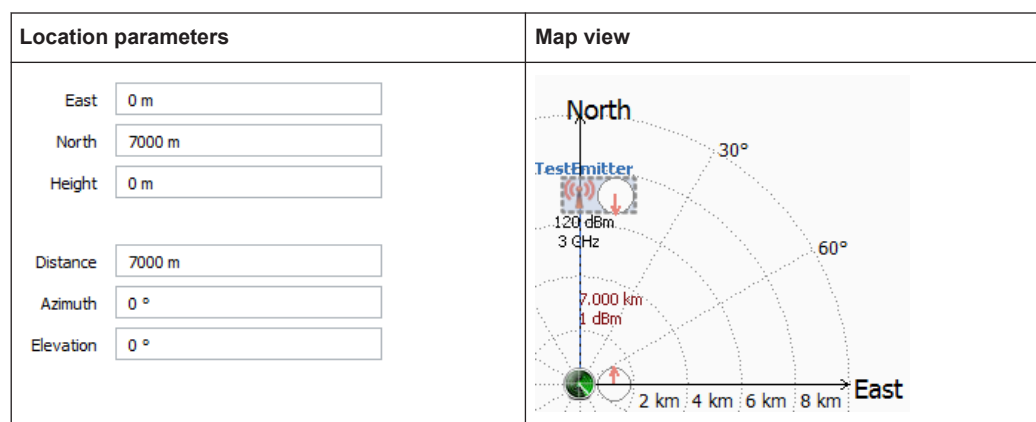 Location parameters
Map view
East
0 m
North
7000 m
Height
0 m
Distance
7000 m
Azimuth
0 °
Elevation
0 °
North
30°
TestEmitter
120 dBm
3 GHz
60°
7.000 km
1 dBm
East
2 km
4 km
6 km
8 km